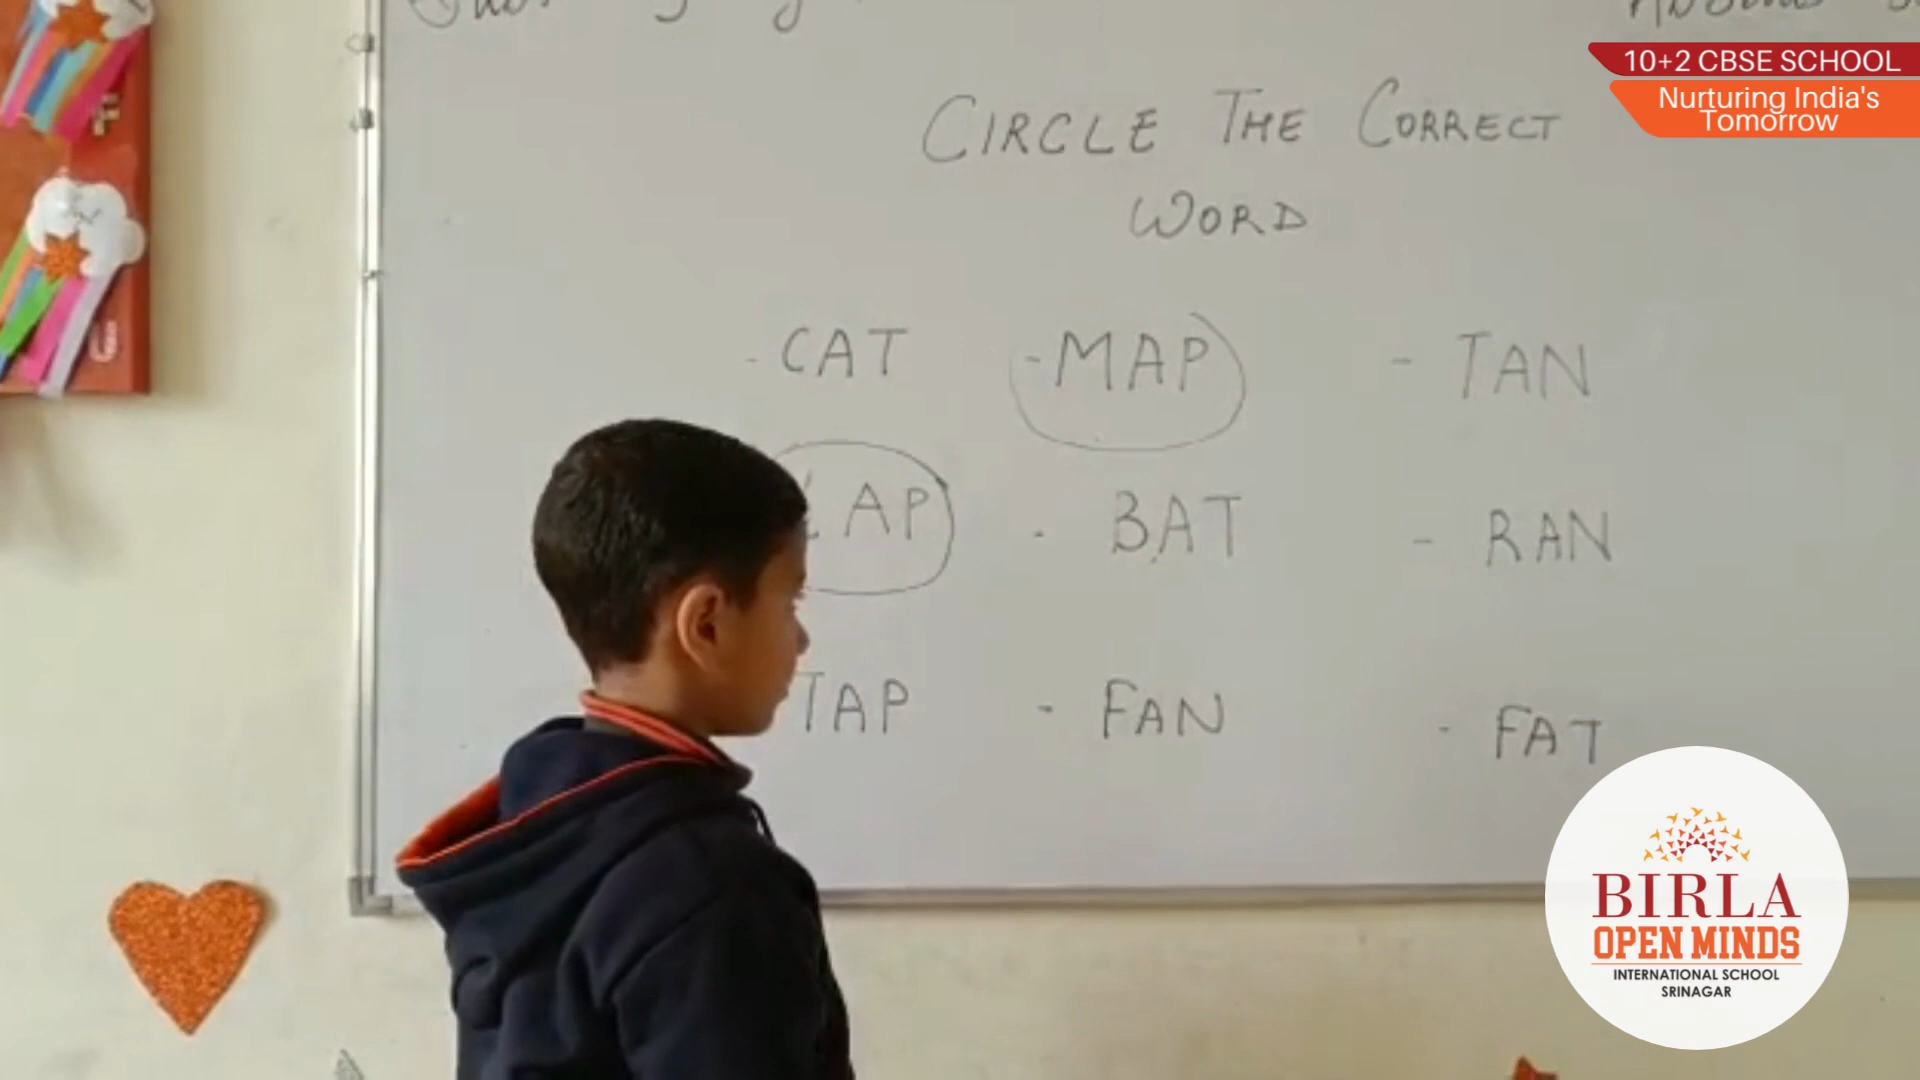 10+2 CBSE SCHOOL
Nurturing India's
Tomorrow
CIRCLE THE CORRECT
WORD
- CAT - MAP - TAN
LAP - BAT - RAN
TAP - FAN - FAT
BIRLA
OPEN MINDS
INTERNATIONAL SCHOOL
SRINAGAR